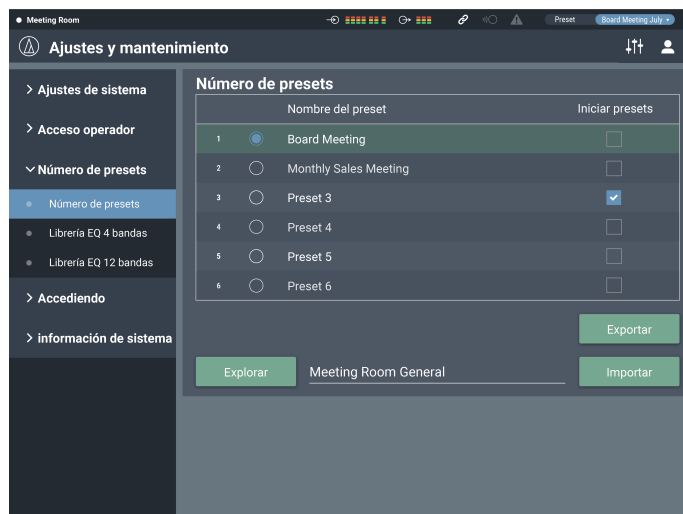 Meeting Room
Preset Board Meeting July
Ajustes y mantenimiento
Ajustes de sistema
Acceso operador
Número de presets
Número de presets
Librería EQ 4 bandas
Librería EQ 12 bandas
Accediendo
información de sistema
Número de presets
Nombre del preset Iniciar presets
1 Board Meeting
2 Monthly Sales Meeting
3 Preset 3
4 Preset 4
5 Preset 5
6 Preset 6
Exportar
Explorar Meeting Room General Importar